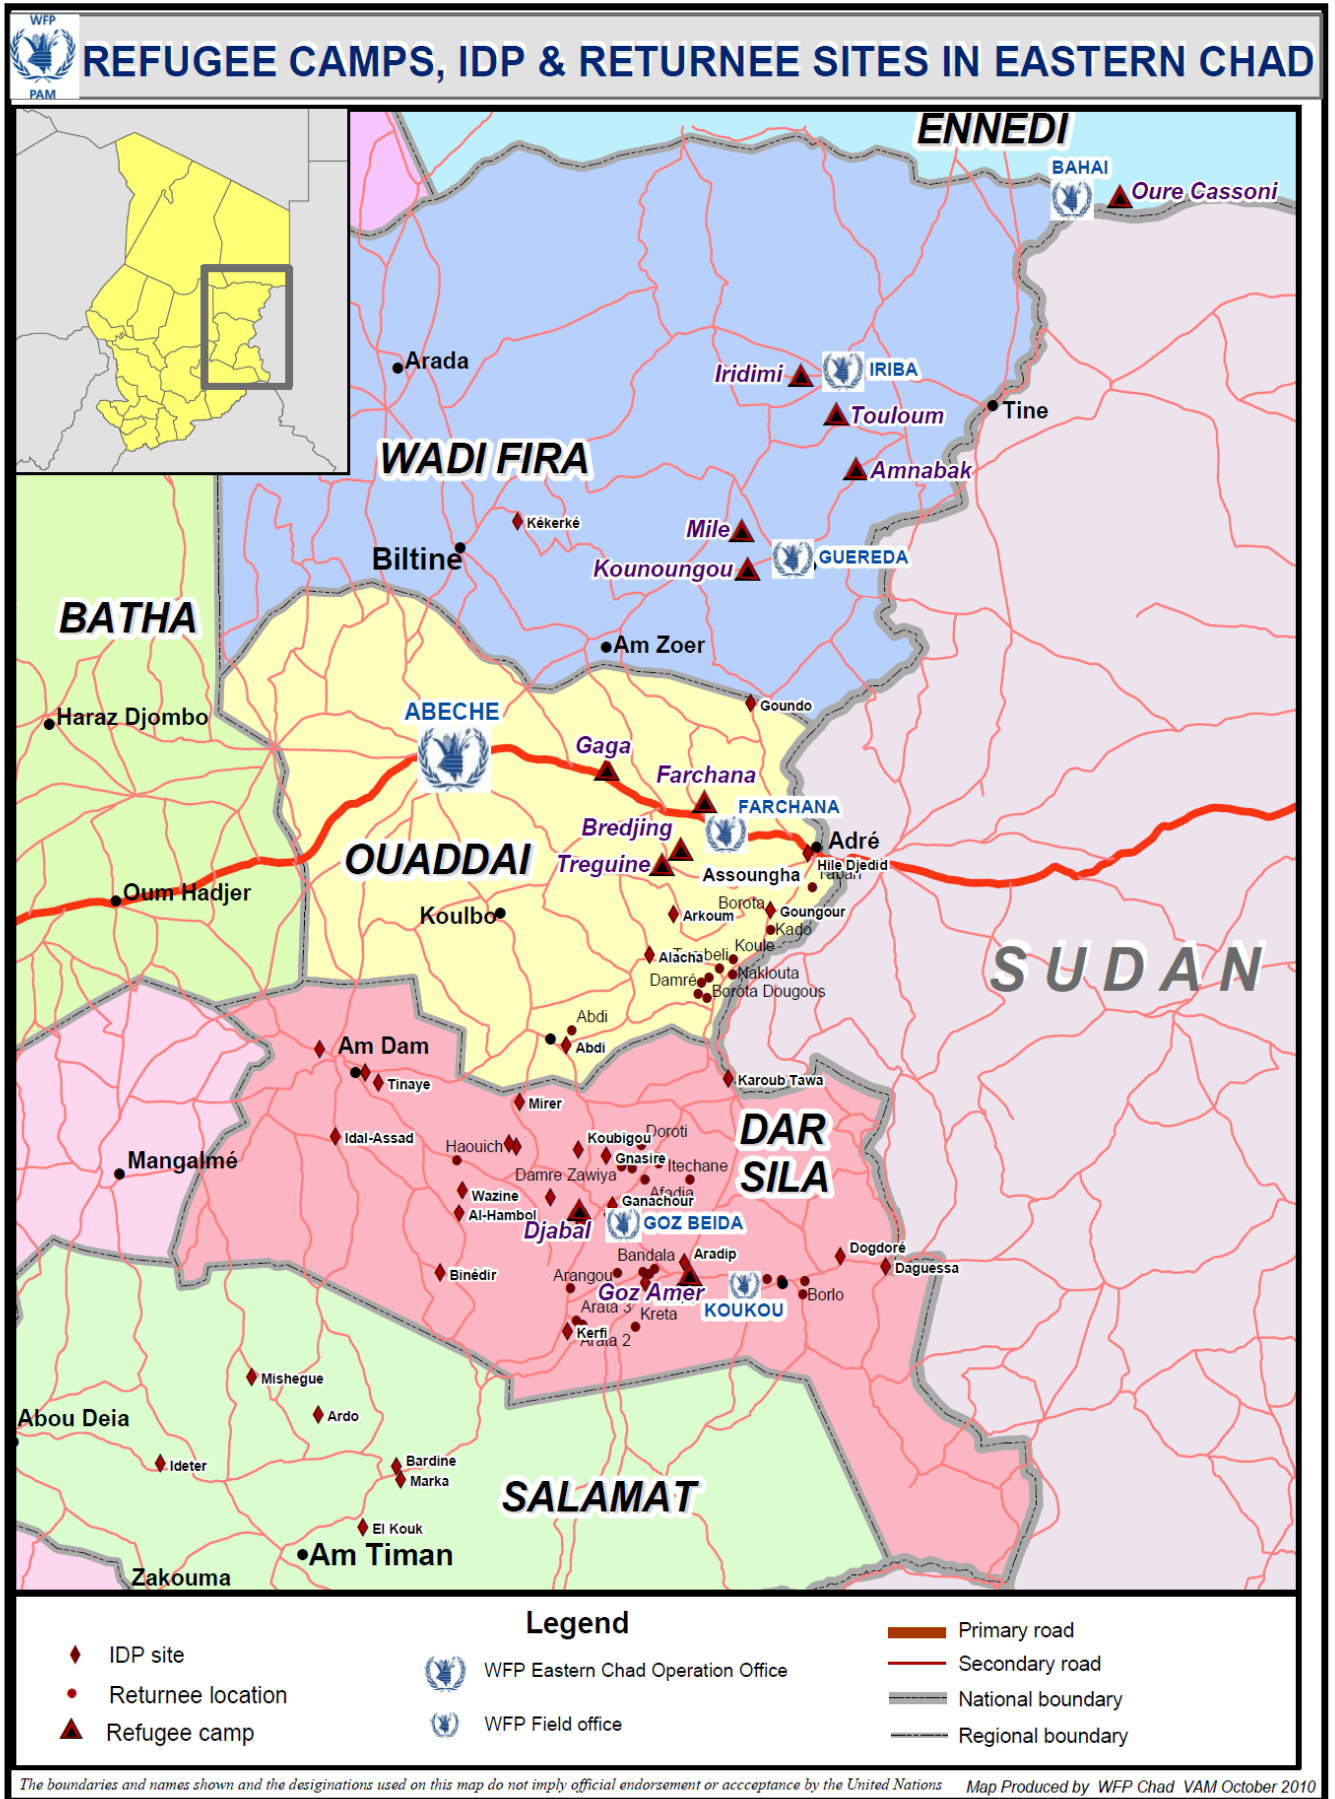 WFP
PAM
REFUGEE CAMPS, IDP & RETURNEE SITES IN EASTERN CHAD
ENNEDI
BAHAI
Oure Cassoni
Arada
Iridimi
IRIBA
Touloum
Tine
WADI FIRA
Amnabak
Kékerké
Mile
Biltine
GUEREDA
Kounoungou
BATHA
Am Zoer
Goundo
ABECHE
Haraz Djombo
Gaga
Farchana
FARCHANA
Bredjing
Adré
OUADDAI
Treguine
Hile Djedid
Assoungha
Oum Hadjer
Borota
Koulbo
Arkoum
Goungour
Kado
Koule
Alacha
SUDAN
Naklouta
Damré
Borota Dougous
Abdi
Am Dam
Abdi
Karoub Tawa
Tinaye
Mirer
DAR
SILA
Idal-Assad
Koubigou
Doroti
Haouich
Gnasire
Mangalmé
Itechane
Damre Zawiya
Afadia
Wazine
Ganachour
Al-Hambol
GOZ BEIDA
Djabal
Dogdoré
Bandala
Aradip
Daguessa
Binédir
Arangou
Goz Amer
Borlo
KOUKOU
Arata 3
Kreta
Kerfi
Arata 2
Mishegue
Ardo
Abou Deia
Bardine
Ideter
Marka
SALAMAT
El Kouk
Am Timan
Zakouma
Legend
IDP site
Returnee location
Refugee camp
WFP Eastern Chad Operation Office
WFP Field office
Primary road
Secondary road
National boundary
Regional boundary
The boundaries and names shown and the desiginations used on this map do not imply official endorsement or accceptance by the United Nations
Map Produced by WFP Chad VAM October 2010